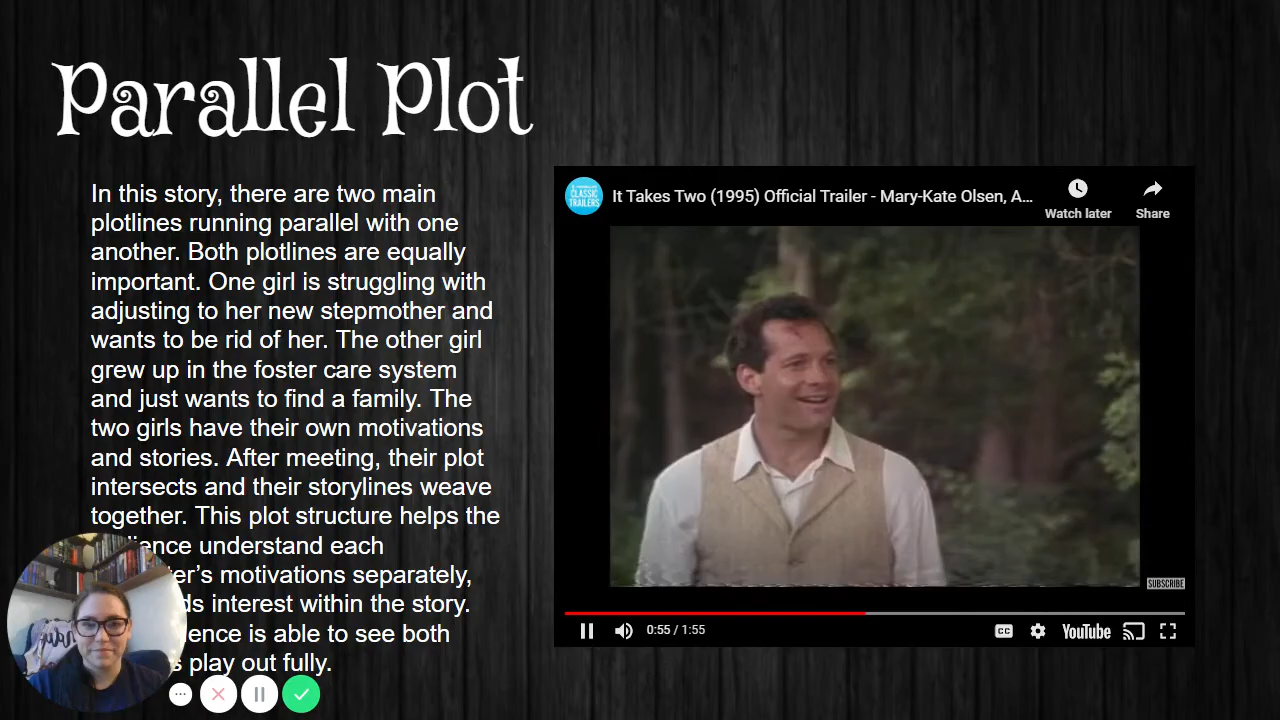 Parallel Plot
In this story, there are two main
plotlines running parallel with one
another. Both plotlines are equally
important. One girl is struggling with
adjusting to her new stepmother and
wants to be rid of her. The other girl
grew up in the foster care system
and just wants to find a family. The
two girls have their own motivations
and stories. After meeting, their plot
intersects and their storylines weave
together. This plot structure helps the
understand each
motivations separately,
interest within the story.
is able to see both
play out fully.
CLASSIC
TRAILERS
It Takes Two (1995) Official Trailer - Mary-Kate Olsen, A...
Watch later
Share
SUBSCRIBE
0:55 / 1:55
CC
YouTube